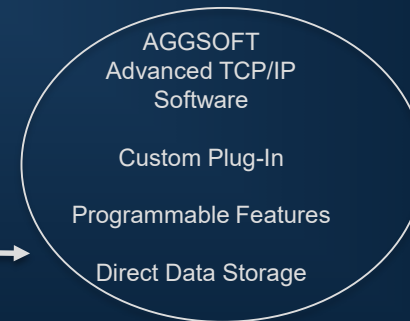 AGGSOFT
Advanced TCP/IP
Software
Custom Plug-In
Programmable Features
Direct Data Storage